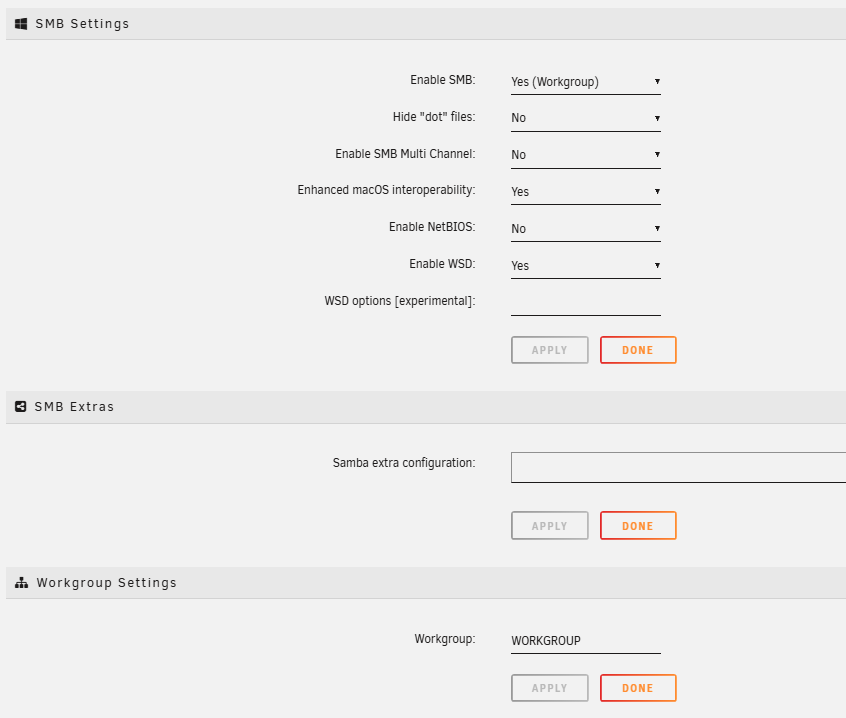 SMB Settings
Enable SMB: Yes (Workgroup)
Hide "dot" files: No
Enable SMB Multi Channel: No
Enhanced macOS interoperability: Yes
Enable NetBIOS: No
Enable WSD: Yes
WSD options [experimental]:
APPLY DONE
SMB Extras
Samba extra configuration:
APPLY DONE
Workgroup Settings
Workgroup: WORKGROUP
APPLY DONE